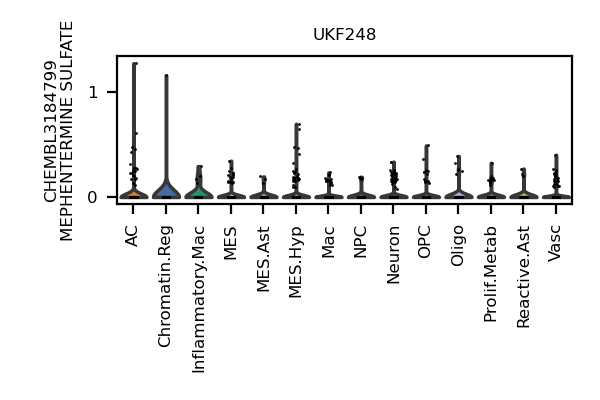 UKF248
CHEMBL3184799
MEPHENTERMINE SULFATE
1
0
AC
Chromatin.Reg
Inflammatory.Mac
MES
MES.Ast
MES.Hyp
Mac
NPC
Neuron
OPC
Oligo
Prolif.Metab
Reactive.Ast
Vasc